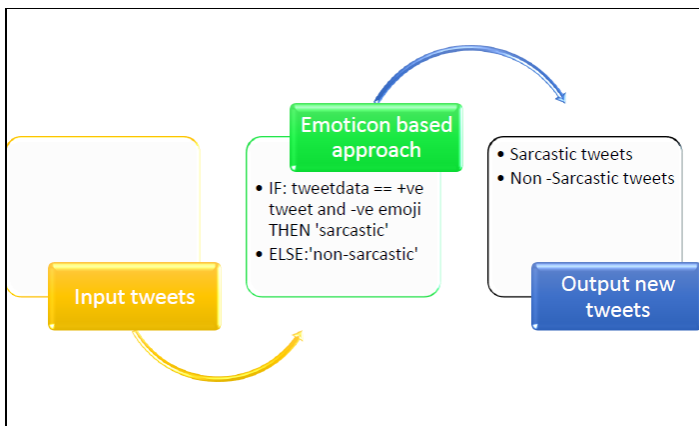 Input tweets
Emoticon based
approach
• IF: tweetdata == +ve
tweet and -ve emoji
THEN 'sarcastic'
• ELSE:'non-sarcastic'
• Sarcastic tweets
• Non -Sarcastic tweets
Output new
tweets